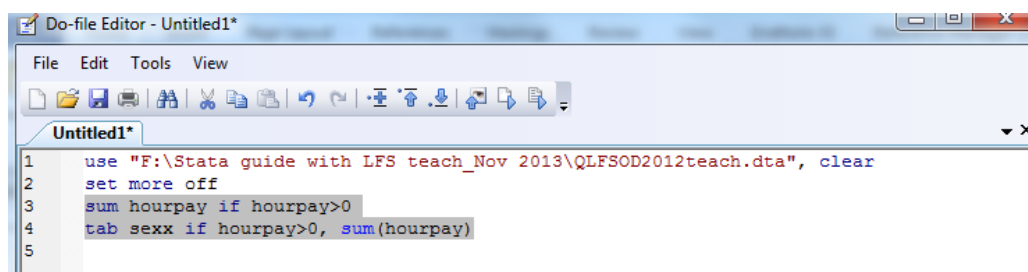 Do-file Editor - Untitled1*
File Edit Tools View
Untitled1*
1 use "F:\Stata guide with LFS teach_Nov 2013\QLFSOD2012teach.dta", clear
2 set more off
3 sum hourpay if hourpay>0
4 tab sexx if hourpay>0, sum(hourpay)
5